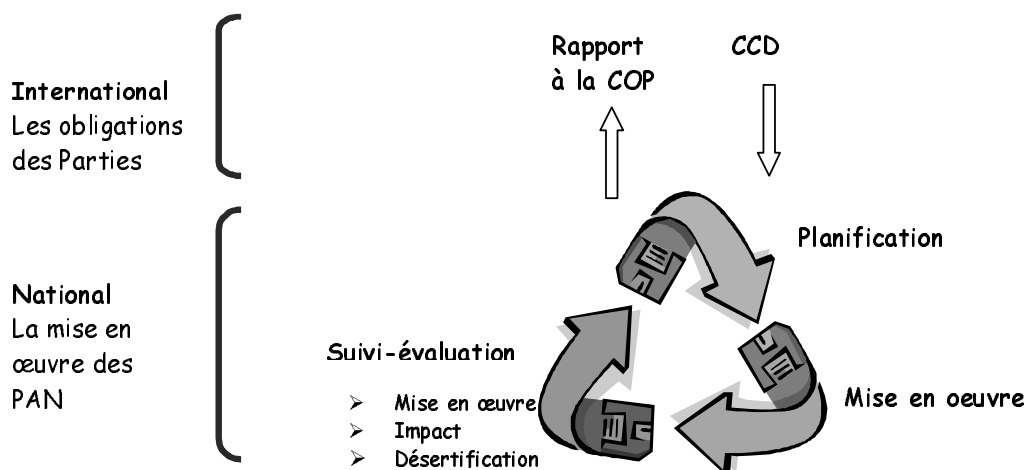 International
Les obligations
des Parties
Rapport
à la COP
CCD
National
La mise en
œuvre des
PAN
Planification
Suivi-évaluation
➢ Mise en œuvre
➢ Impact
➢ Désertification
Mise en oeuvre